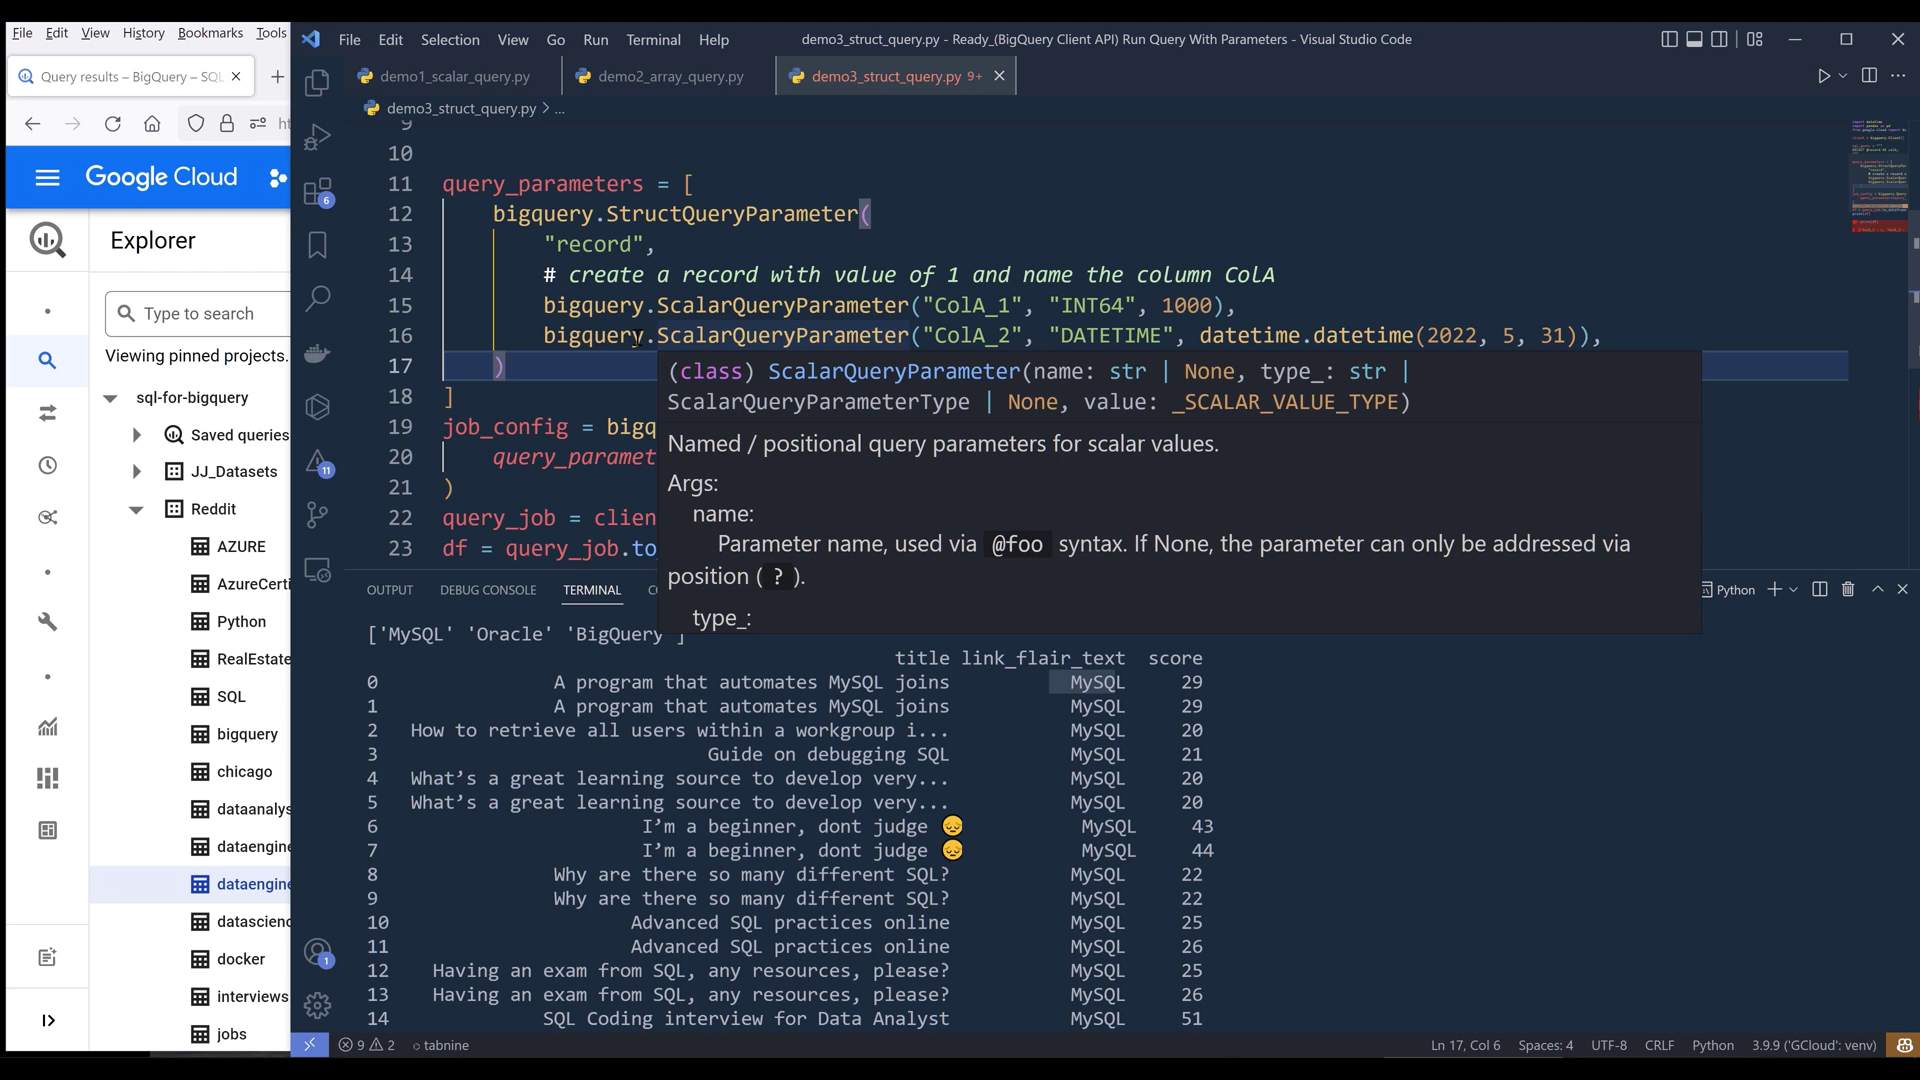 File Edit View History Bookmarks Tools
Query results – BigQuery – SQL
Google Cloud
Explorer
Type to search
Viewing pinned projects.
sql-for-bigquery
Saved queries
JJ_Datasets
Reddit
AZURE
AzureCerti
Python
RealEstate
SQL
bigquery
chicago
dataanalys
dataengine
dataengine
datascienc
docker
interviews
jobs
File Edit Selection View Go Run Terminal Help
demo3_struct_query.py - Ready_(BigQuery Client API) Run Query With Parameters - Visual Studio Code
demo1_scalar_query.py demo2_array_query.py demo3_struct_query.py 9+
demo3_struct_query.py > ...
6
11
1
9
10
11 query_parameters = [
12 bigquery.StructQueryParameter(
13 "record",
14 # create a record with value of 1 and name the column ColA
15 bigquery.ScalarQueryParameter("ColA_1", "INT64", 1000),
16 bigquery.ScalarQueryParameter("ColA_2", "DATETIME", datetime.datetime(2022, 5, 31)),
17 )
18 ]
19 job_config = bigq
20 query_paramet
21 )
22 query_job = clien
23 df = query_job.to
(class) ScalarQueryParameter(name: str | None, type_: str |
ScalarQueryParameterType | None, value: _SCALAR_VALUE_TYPE)
Named / positional query parameters for scalar values.
Args:
name:
Parameter name, used via @foo syntax. If None, the parameter can only be addressed via
position ( ? ).
type_:
OUTPUT DEBUG CONSOLE TERMINAL Python
['MySQL' 'Oracle' 'BigQuery']
title link_flair_text score
0 A program that automates MySQL joins MySQL 29
1 A program that automates MySQL joins MySQL 29
2 How to retrieve all users within a workgroup i... MySQL 20
3 Guide on debugging SQL MySQL 21
4 What's a great learning source to develop very... MySQL 20
5 What's a great learning source to develop very... MySQL 20
6 I'm a beginner, dont judge 😔 MySQL 43
7 I'm a beginner, dont judge 😔 MySQL 44
8 Why are there so many different SQL? MySQL 22
9 Why are there so many different SQL? MySQL 22
10 Advanced SQL practices online MySQL 25
11 Advanced SQL practices online MySQL 26
12 Having an exam from SQL, any resources, please? MySQL 25
13 Having an exam from SQL, any resources, please? MySQL 26
14 SQL Coding interview for Data Analyst MySQL 51
9 2 tabnine Ln 17, Col 6 Spaces: 4 UTF-8 CRLF Python 3.9.9 ('GCloud': venv)